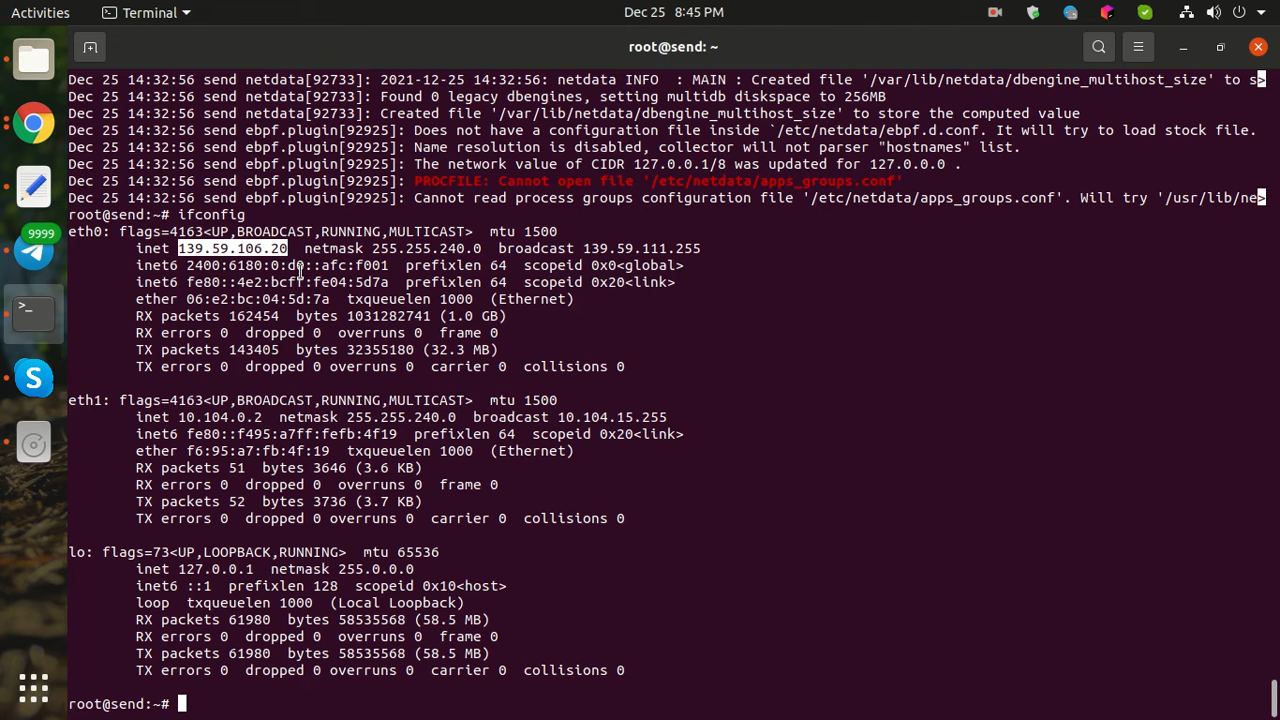 Activities
Terminal
Dec 25 8:45 PM
root@send: ~
Dec 25 14:32:56 send netdata[92733]: 2021-12-25 14:32:56: netdata INFO  : MAIN : Created file '/var/lib/netdata/dbengine_multihost_size' to s>
Dec 25 14:32:56 send netdata[92733]: Found 0 legacy dbengines, setting multidb diskspace to 256MB
Dec 25 14:32:56 send netdata[92733]: Created file '/var/lib/netdata/dbengine_multihost_size' to store the computed value
Dec 25 14:32:56 send ebpf.plugin[92925]: Does not have a configuration file inside `/etc/netdata/ebpf.d.conf. It will try to load stock file.
Dec 25 14:32:56 send ebpf.plugin[92925]: Name resolution is disabled, collector will not parser "hostnames" list.
Dec 25 14:32:56 send ebpf.plugin[92925]: The network value of CIDR 127.0.0.1/8 was updated for 127.0.0.0 .
Dec 25 14:32:56 send ebpf.plugin[92925]: PROCFILE: Cannot open file '/etc/netdata/apps_groups.conf'
Dec 25 14:32:56 send ebpf.plugin[92925]: Cannot read process groups configuration file '/etc/netdata/apps_groups.conf'. Will try '/usr/lib/ne>
root@send:~# ifconfig
eth0: flags=4163<UP,BROADCAST,RUNNING,MULTICAST>  mtu 1500
        inet 139.59.106.20  netmask 255.255.240.0  broadcast 139.59.111.255
        inet6 2400:6180:0:d0::afc:f001  prefixlen 64  scopeid 0x0<global>
        inet6 fe80::4e2:bcff:fe04:5d7a  prefixlen 64  scopeid 0x20<link>
        ether 06:e2:bc:04:5d:7a  txqueuelen 1000  (Ethernet)
        RX packets 162454  bytes 1031282741 (1.0 GB)
        RX errors 0  dropped 0  overruns 0  frame 0
        TX packets 143405  bytes 32355180 (32.3 MB)
        TX errors 0  dropped 0 overruns 0  carrier 0  collisions 0
eth1: flags=4163<UP,BROADCAST,RUNNING,MULTICAST>  mtu 1500
        inet 10.104.0.2  netmask 255.255.240.0  broadcast 10.104.15.255
        inet6 fe80::f495:a7ff:fefb:4f19  prefixlen 64  scopeid 0x20<link>
        ether f6:95:a7:fb:4f:19  txqueuelen 1000  (Ethernet)
        RX packets 51  bytes 3646 (3.6 KB)
        RX errors 0  dropped 0  overruns 0  frame 0
        TX packets 52  bytes 3736 (3.7 KB)
        TX errors 0  dropped 0 overruns 0  carrier 0  collisions 0
lo: flags=73<UP,LOOPBACK,RUNNING>  mtu 65536
        inet 127.0.0.1  netmask 255.0.0.0
        inet6 ::1  prefixlen 128  scopeid 0x10<host>
        loop  txqueuelen 1000  (Local Loopback)
        RX packets 61980  bytes 58535568 (58.5 MB)
        RX errors 0  dropped 0  overruns 0  frame 0
        TX packets 61980  bytes 58535568 (58.5 MB)
        TX errors 0  dropped 0 overruns 0  carrier 0  collisions 0
root@send:~#
9999